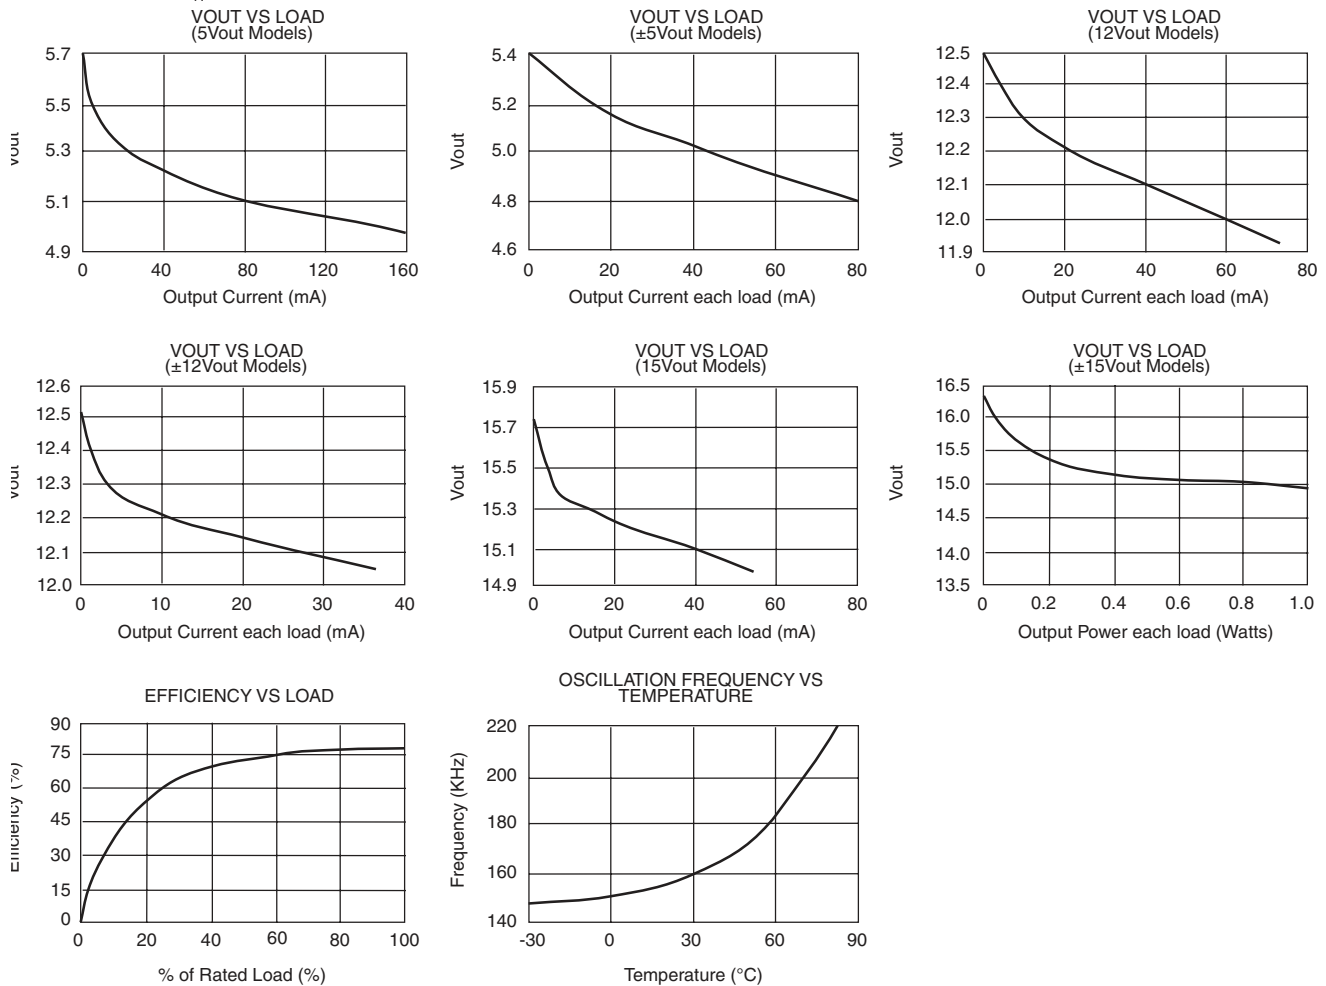 VOUT VS LOAD
(5Vout Models)
5.7
5.5
5.3
5.1
4.9
Vout
0 40 80 120 160
Output Current (mA)
VOUT VS LOAD
(±5Vout Models)
5.4
5.2
5.0
4.8
4.6
Vout
0 20 40 60 80
Output Current each load (mA)
VOUT VS LOAD
(12Vout Models)
12.5
12.4
12.3
12.2
12.1
12.0
11.9
Vout
0 20 40 60 80
Output Current each load (mA)
VOUT VS LOAD
(±12Vout Models)
12.6
12.5
12.4
12.3
12.2
12.1
12.0
Vout
0 10 20 30 40
Output Current each load (mA)
VOUT VS LOAD
(15Vout Models)
15.9
15.7
15.5
15.3
15.1
14.9
Vout
0 20 40 60 80
Output Current each load (mA)
VOUT VS LOAD
(±15Vout Models)
16.5
16.0
15.5
15.0
14.5
14.0
13.5
Vout
0 0.2 0.4 0.6 0.8 1.0
Output Power each load (Watts)
EFFICIENCY VS LOAD
90
75
60
45
30
15
0
Efficiency (%)
0 20 40 60 80 100
% of Rated Load (%)
OSCILLATION FREQUENCY VS
TEMPERATURE
220
200
180
160
140
Frequency (KHz)
-30 0 30 60 90
Temperature (°C)